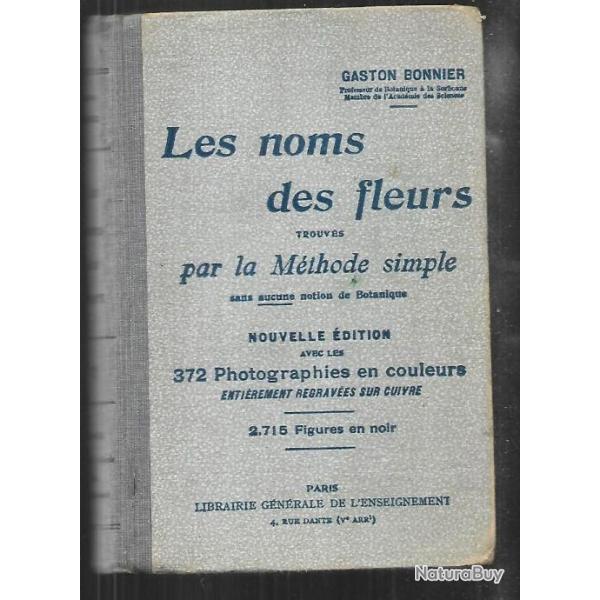 GASTON BONNIER
Professeur de Botanique à la Sorbonne
Membre de l'Académie des Sciences
Les noms
des fleurs
TROUVÉS
par la Méthode simple
sans aucune notion de Botanique
NOUVELLE ÉDITION
AVEC LES
372 Photographies en couleurs
ENTIÈREMENT REGRAVÉES SUR CUIVRE
2.715 Figures en noir
PARIS
LIBRAIRIE GÉNÉRALE DE L'ENSEIGNEMENT
4, RUE DANTE (Vᵉ ARRᵗ)
NaturaBuy